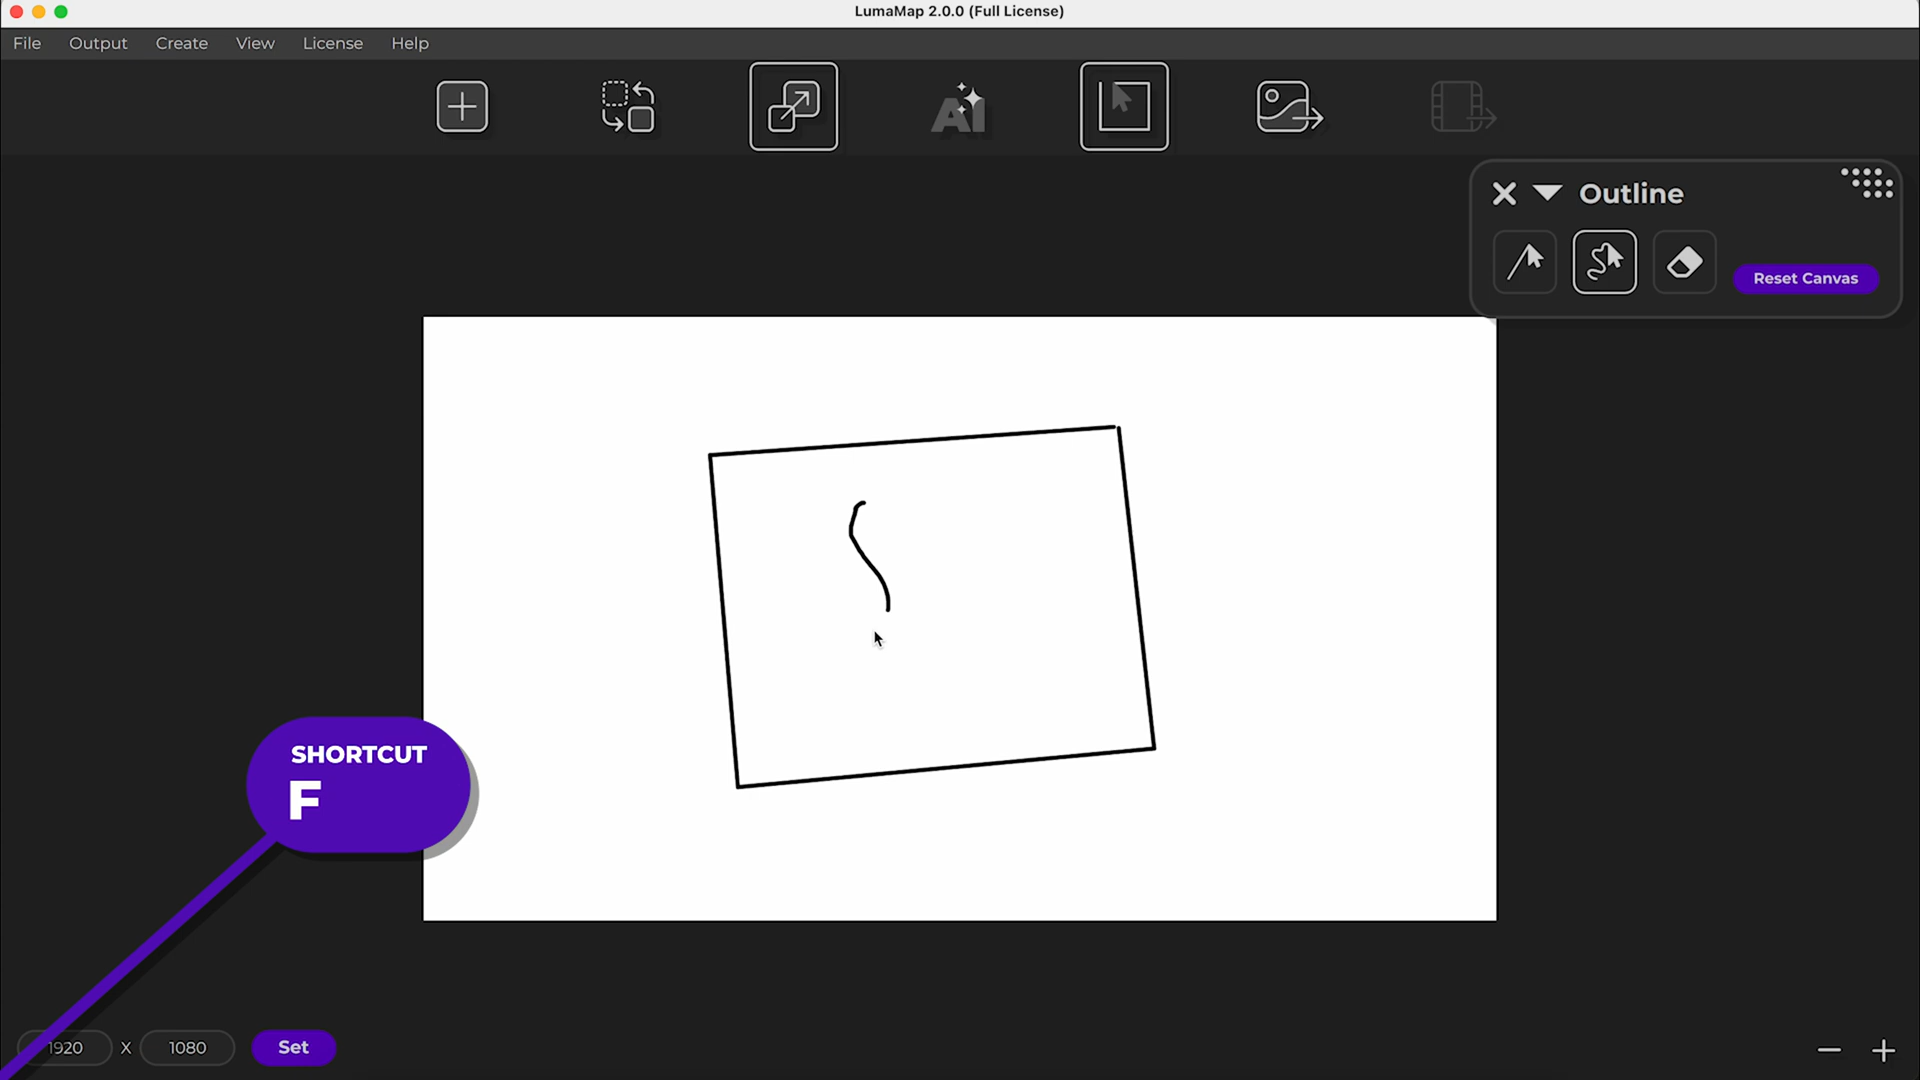 LumaMap 2.0.0 (Full License)
File Output Create View License Help
AI
Outline
Reset Canvas
SHORTCUT
F
1920 X 1080 Set